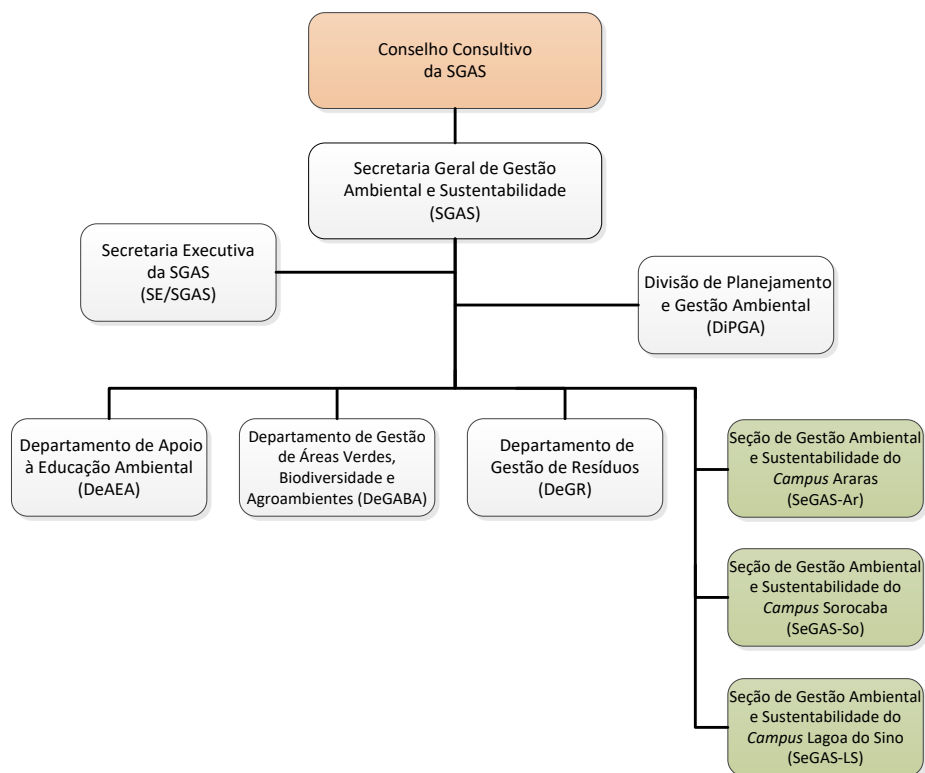 Conselho Consultivo
da SGAS
Secretaria Geral de Gestão
Ambiental e Sustentabilidade
(SGAS)
Secretaria Executiva
da SGAS
(SE/SGAS)
Divisão de Planejamento
e Gestão Ambiental
(DiPGA)
Departamento de Apoio
à Educação Ambiental
(DeAEA)
Departamento de Gestão
de Áreas Verdes,
Biodiversidade e
Agroambientes (DeGABA)
Departamento de
Gestão de Resíduos
(DeGR)
Seção de Gestão Ambiental
e Sustentabilidade do
Campus Araras
(SeGAS-Ar)
Seção de Gestão Ambiental
e Sustentabilidade do
Campus Sorocaba
(SeGAS-So)
Seção de Gestão Ambiental
e Sustentabilidade do
Campus Lagoa do Sino
(SeGAS-LS)